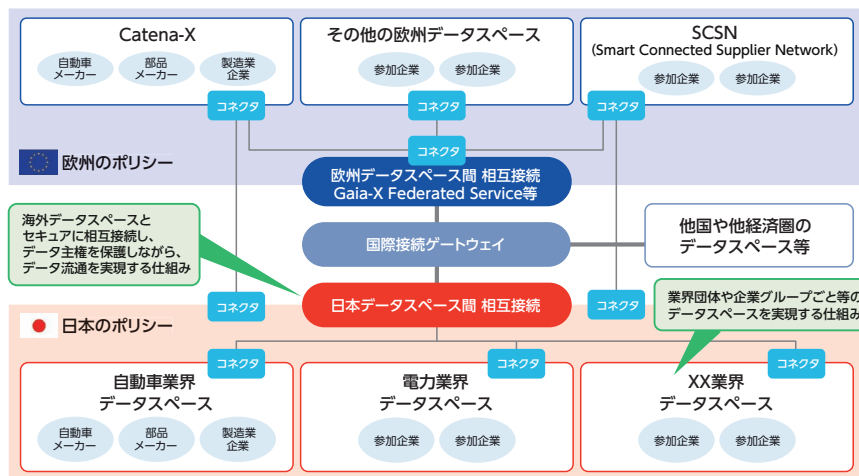 Catena-X
自動車
メーカー
部品
メーカー
製造業
企業
コネクタ
その他の欧州データスペース
参加企業
参加企業
コネクタ
SCSN
(Smart Connected Supplier Network)
参加企業
参加企業
コネクタ
コネクタ
欧州のポリシー
欧州データスペース間 相互接続
Gaia-X Federated Service等
海外データスペースと
セキュアに相互接続し、
データ主権を保護しながら、
データ流通を実現する仕組み
国際接続ゲートウェイ
他国や他経済圏の
データスペース等
コネクタ
日本データスペース間 相互接続
コネクタ
業界団体や企業グループごと等の
データスペースを実現する仕組み
日本のポリシー
コネクタ
自動車業界
データスペース
自動車
メーカー
部品
メーカー
製造業
企業
コネクタ
電力業界
データスペース
参加企業
参加企業
コネクタ
XX業界
データスペース
参加企業
参加企業